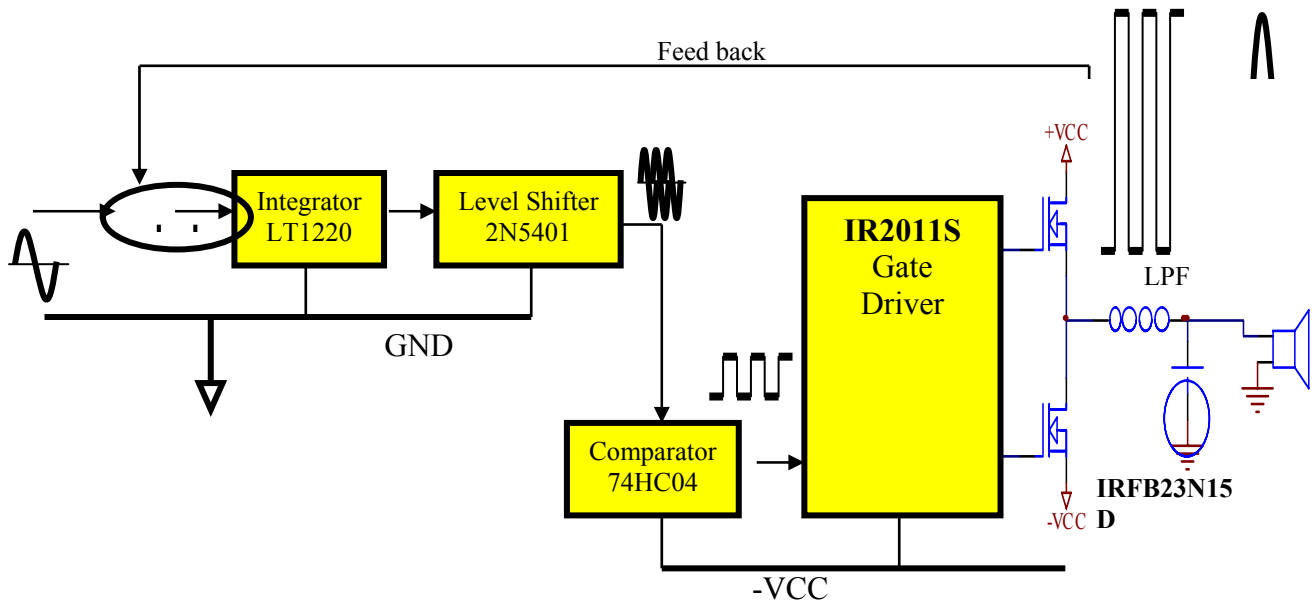 Feed back
+VCC
Integrator
LT1220
Level Shifter
2N5401
IR2011S
Gate
Driver
LPF
GND
Comparator
74HC04
IRFB23N15
D
-VCC
-VCC